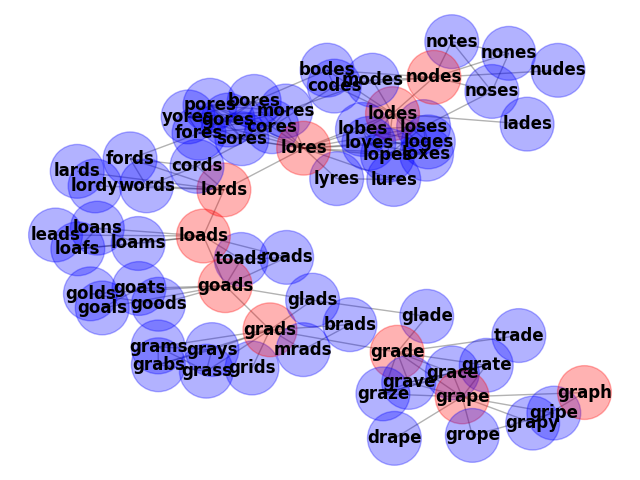 notes
nones
nodes
nudes
bodes
modes
codes
noses
lades
pores
bores
yores
gores
mores
fores
cores
sores
lodes
lobes
loses
loves
loges
lopes
loxes
lores
lyres
lures
fords
cords
lards
lordy
words
lords
leads
loans
loafs
loams
loads
toads
roads
goads
golds
goats
goals
goods
glads
glade
brads
grads
mrads
grams
grays
grabs
grass
grids
trade
grade
grate
grace
grave
graze
grape
graph
gripe
grapy
drape
grope